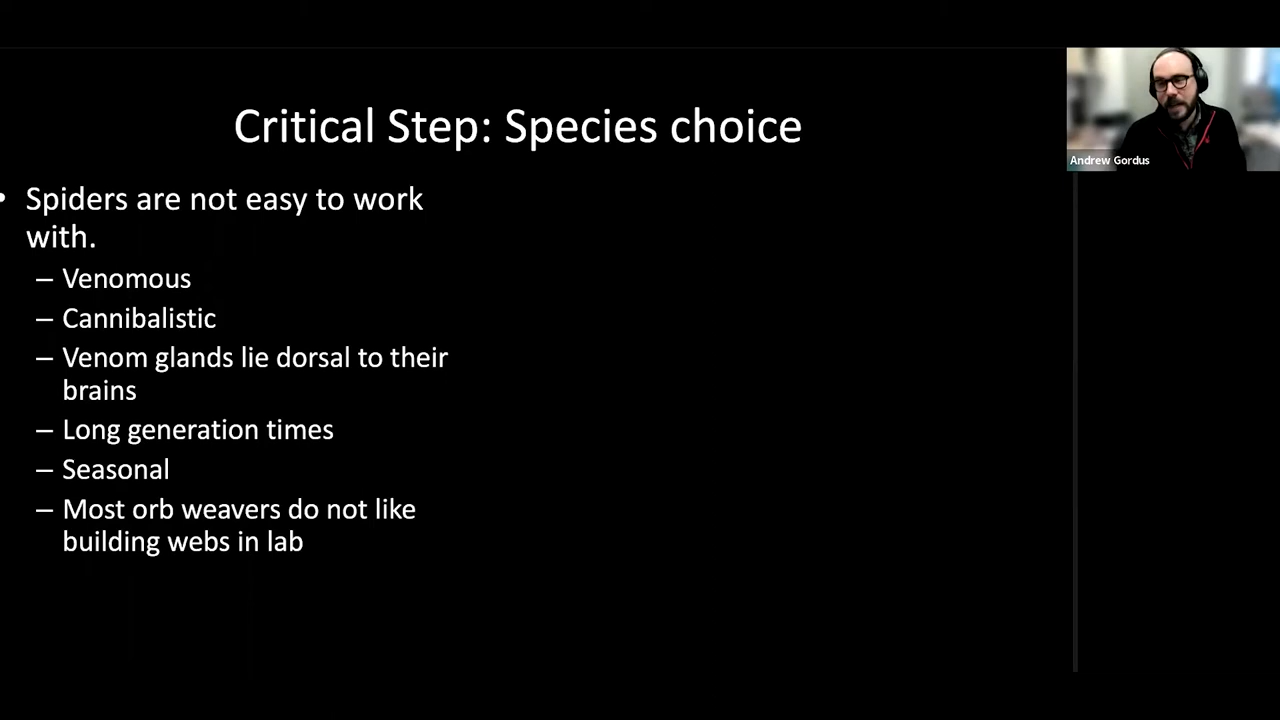 Critical Step: Species choice
Andrew Gordus
• Spiders are not easy to work
with.
– Venomous
– Cannibalistic
– Venom glands lie dorsal to their
brains
– Long generation times
– Seasonal
– Most orb weavers do not like
building webs in lab